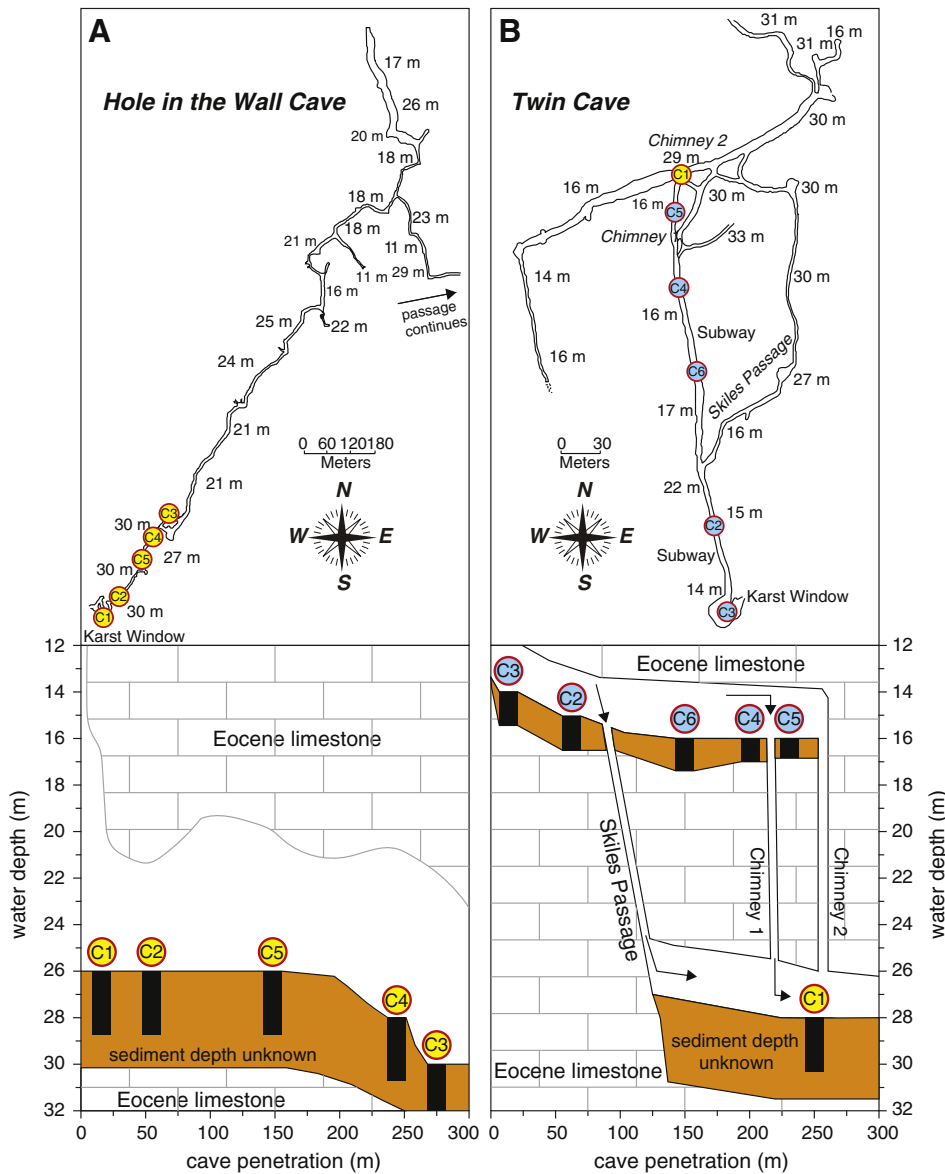 A
Hole in the Wall Cave
17 m
26 m
20 m
18 m
18 m
18 m
23 m
21 m
11 m
11 m
29 m
16 m
passage
continues
25 m
22 m
24 m
21 m
0 60 120 180
Meters
21 m
N
W E
S
C3
30 m
C4
27 m
C5
30 m
C2
30 m
C1
Karst Window
B
Twin Cave
31 m
16 m
31 m
30 m
Chimney 2
29 m
C1
16 m
30 m
30 m
16 m
C5
Chimney
33 m
14 m
30 m
C4
16 m
Subway
16 m
C6
Skiles Passage
27 m
17 m
16 m
0 30
Meters
22 m
N
W E
S
15 m
C2
Subway
14 m
Karst Window
C3
12
14
16
18
20
22
24
26
28
30
32
water depth (m)
Eocene limestone
C1
C2
C5
C4
C3
sediment depth unknown
Eocene limestone
0 50 100 150 200 250 300
cave penetration (m)
Eocene limestone
C3
C2
C6
C4
C5
Skiles Passage
Chimney 1
Chimney 2
C1
sediment depth
unknown
Eocene limestone
12
14
16
18
20
22
24
26
28
30
32
water depth (m)
0 50 100 150 200 250 300
cave penetration (m)